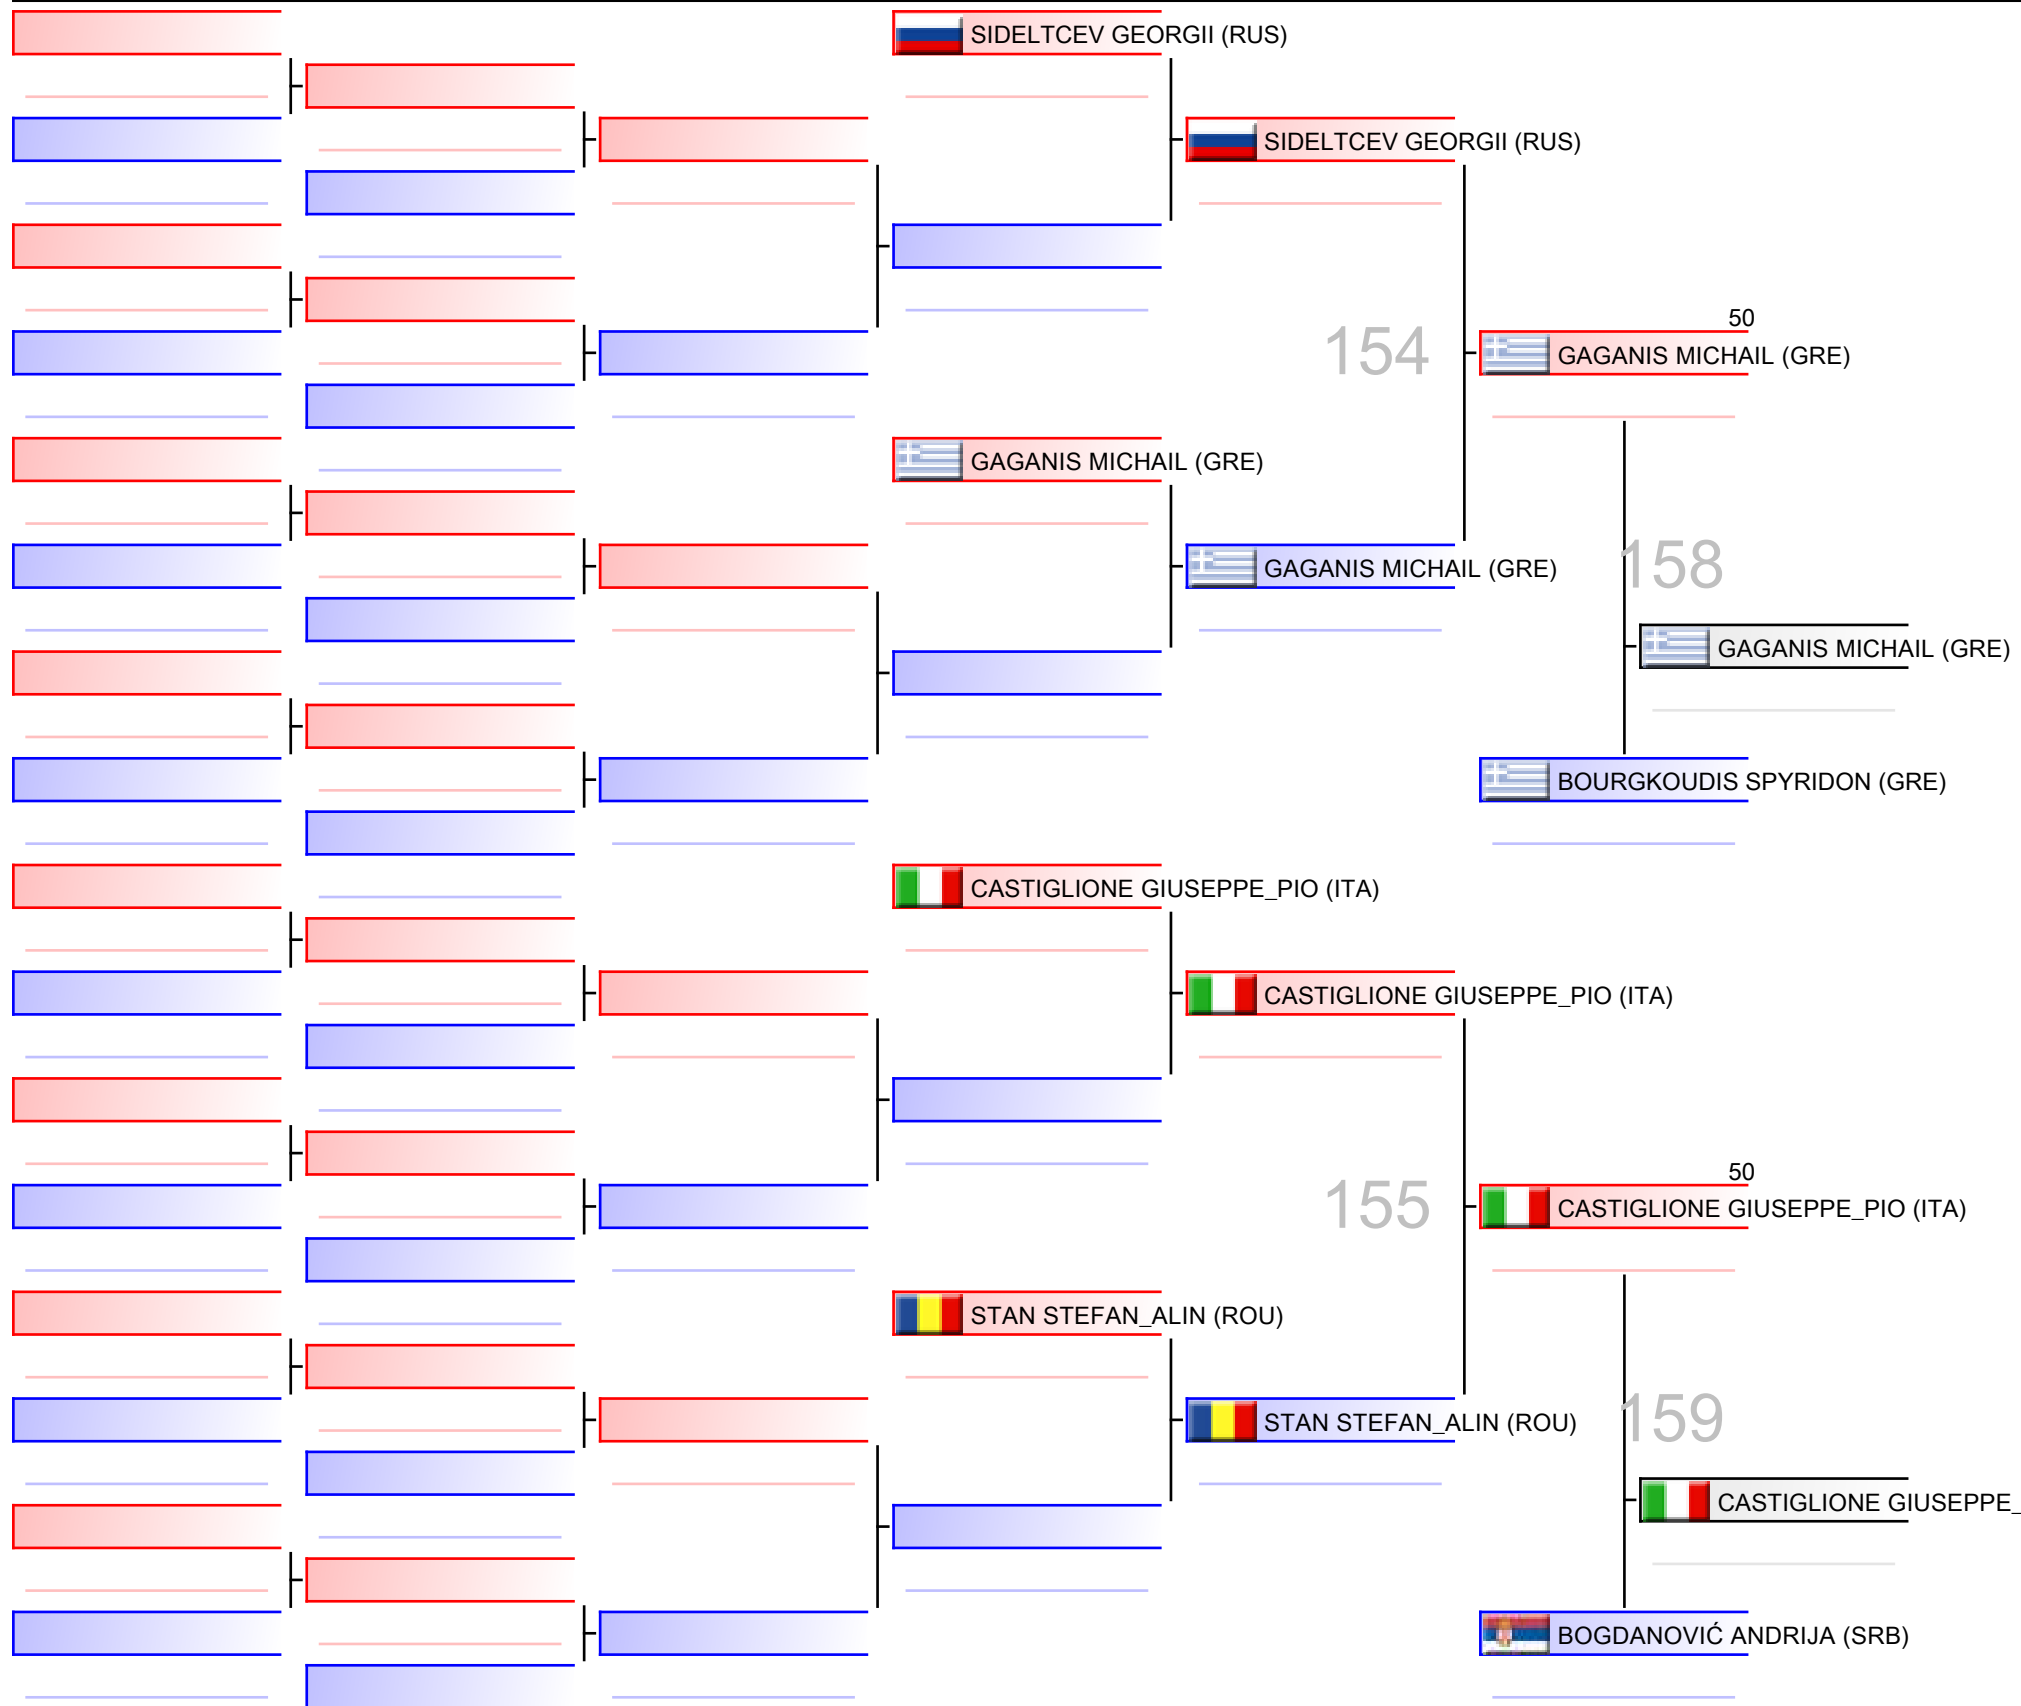 SIDELTCEV GEORGII (RUS)
SIDELTCEV GEORGII (RUS)
50
154
GAGANIS MICHAIL (GRE)
GAGANIS MICHAIL (GRE)
GAGANIS MICHAIL (GRE)
158
GAGANIS MICHAIL (GRE)
BOURGKOUDIS SPYRIDON (GRE)
CASTIGLIONE GIUSEPPE_PIO (ITA)
CASTIGLIONE GIUSEPPE_PIO (ITA)
50
155
CASTIGLIONE GIUSEPPE_PIO (ITA)
STAN STEFAN_ALIN (ROU)
STAN STEFAN_ALIN (ROU)
159
CASTIGLIONE GIUSEPPE_
BOGDANOVIĆ ANDRIJA (SRB)